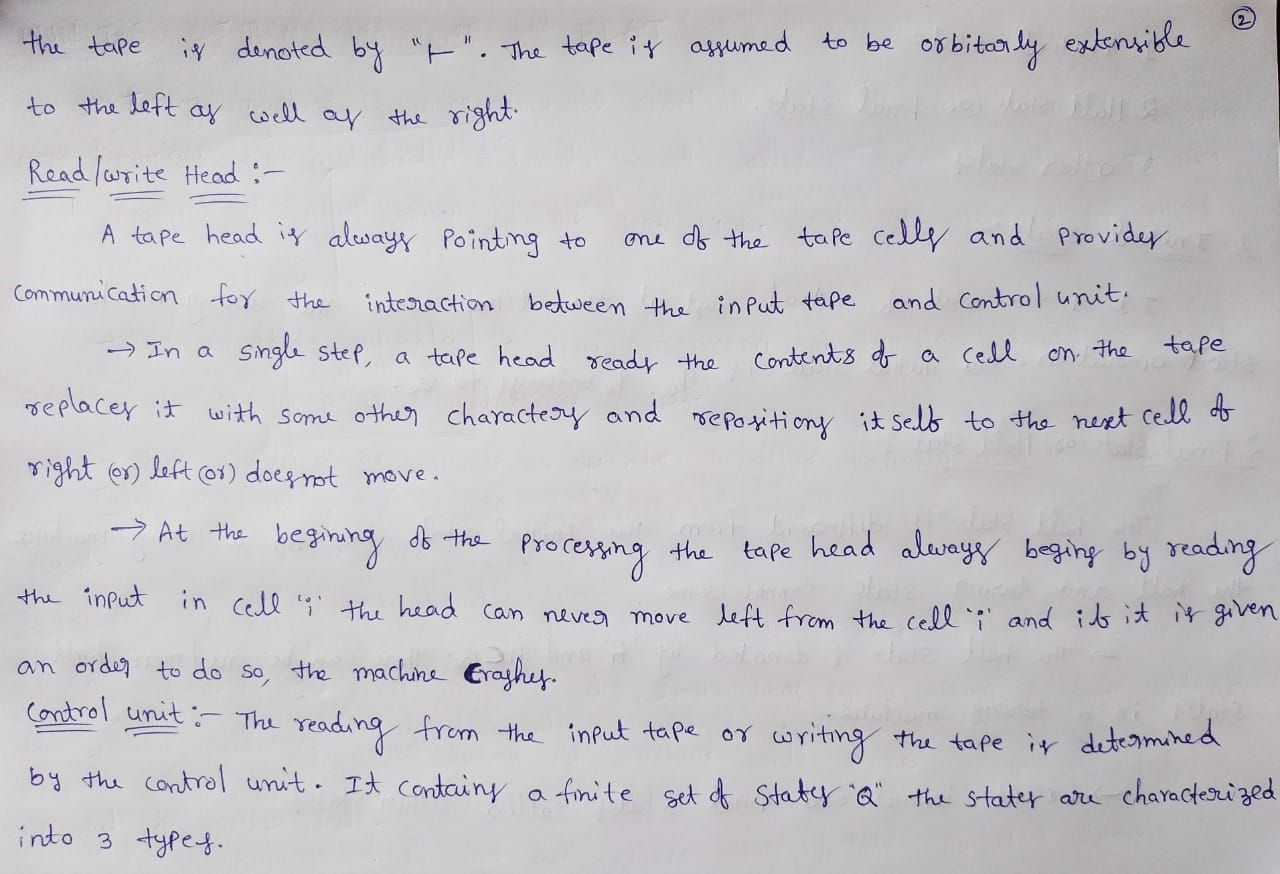 ②
the tape is denoted by "⊢". The tape is assumed to be orbitarly extensible
to the left as well as the right.
Read/write Head :-
A tape head is always Pointing to one of the tape cells and Provides
Communication for the interaction between the input tape and Control unit.
→ In a single step, a tape head reads the Contents of a cell on the tape
replaces it with some other characters and repositions it self to the next cell of
right (or) left (or) does not move.
→ At the begining of the processing the tape head always begins by reading
the input in cell 'i' the head can never move left from the cell 'i' and if it is given
an order to do so, the machine Crashes.
Control unit :- The reading from the input tape or writing the tape is determined
by the control unit. It contains a finite set of States "Q" the states are characterized
into 3 types.